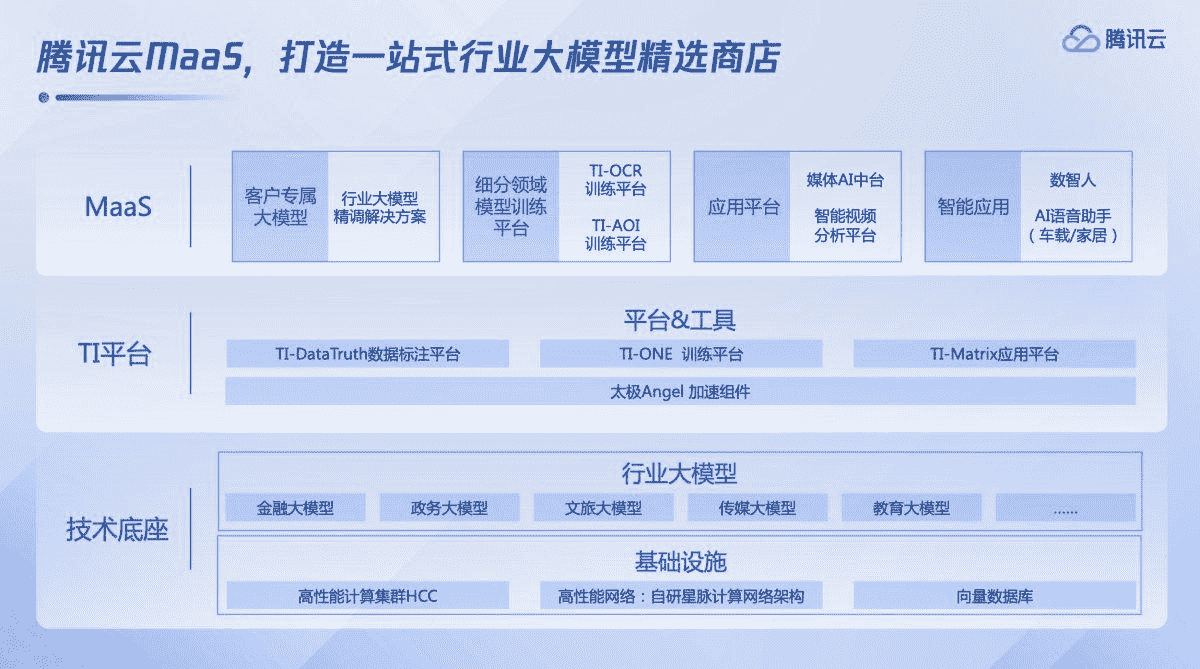 腾讯云MaaS，打造一站式行业大模型精选商店
腾讯云
MaaS
客户专属
大模型
行业大模型
精调解决方案
细分领域
模型训练
平台
TI-OCR
训练平台
TI-AOI
训练平台
应用平台
媒体AI中台
智能视频
分析平台
智能应用
数智人
AI语音助手
（车载/家居）
TI平台
平台&工具
TI-DataTruth数据标注平台
TI-ONE 训练平台
TI-Matrix应用平台
太极Angel 加速组件
技术底座
行业大模型
金融大模型
政务大模型
文旅大模型
传媒大模型
教育大模型
......
基础设施
高性能计算集群HCC
高性能网络：自研星脉计算网络架构
向量数据库